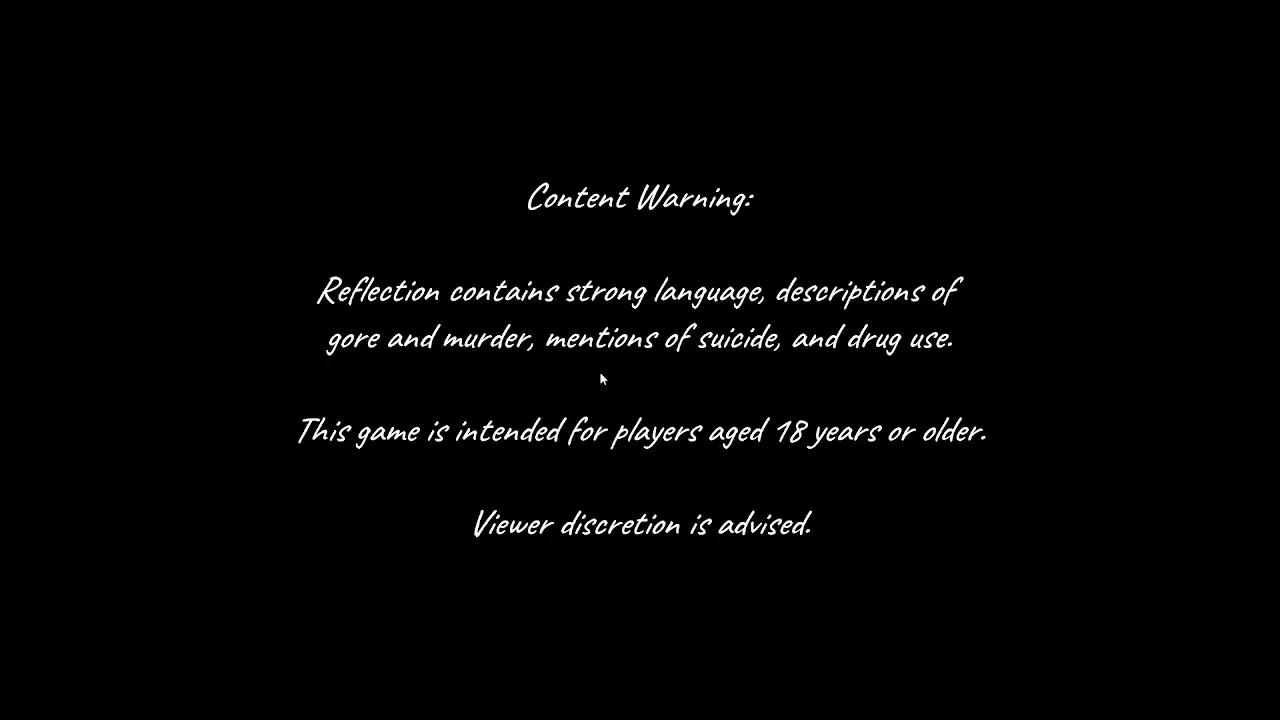 Content Warning:
Reflection contains strong language, descriptions of
gore and murder, mentions of suicide, and drug use.
This game is intended for players aged 18 years or older.
Viewer discretion is advised.